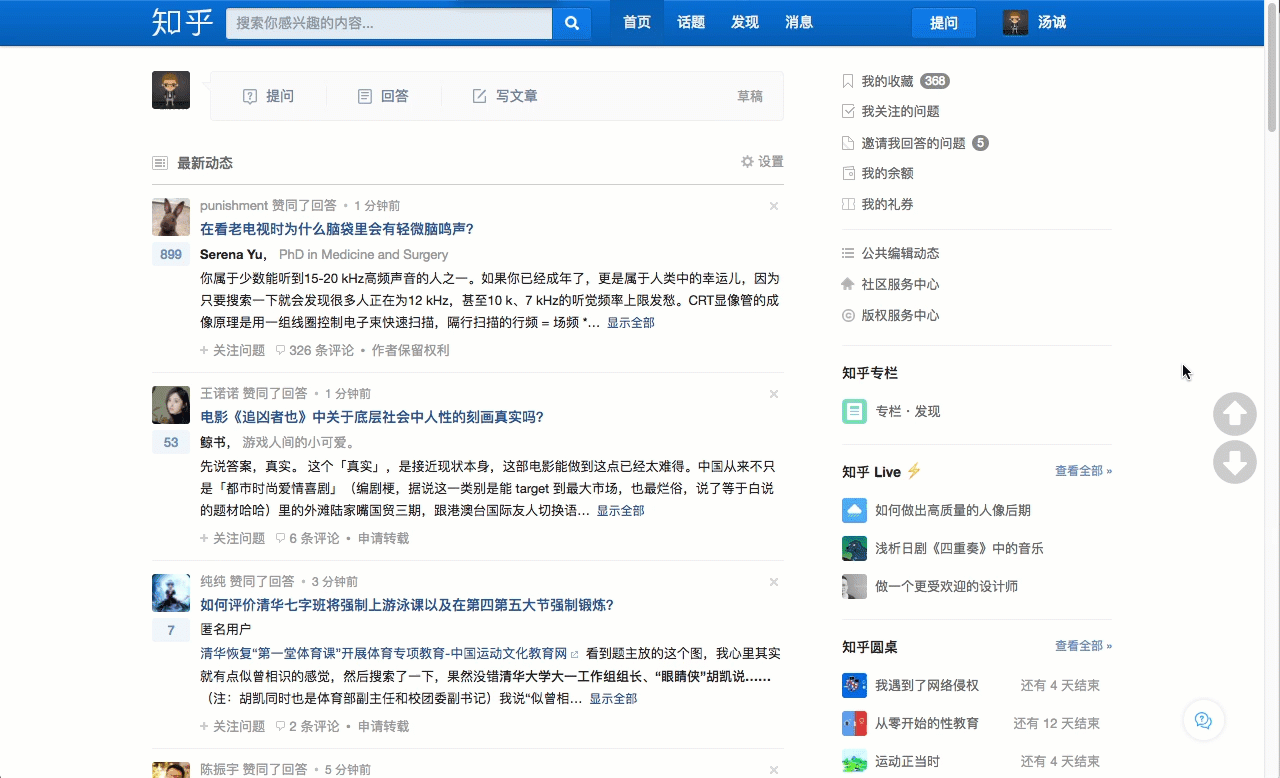 知乎
搜索你感兴趣的内容...
首页 话题 发现 消息
提问
汤诚
提问 回答 写文章 草稿
最新动态 设置
punishment 赞同了回答 • 1 分钟前
在看老电视时为什么脑袋里会有轻微脑鸣声?
899 Serena Yu， PhD in Medicine and Surgery
你属于少数能听到15-20 kHz高频声音的人之一。如果你已经成年了，更是属于人类中的幸运儿，因为
只要搜索一下就会发现很多人正在为12 kHz，甚至10 k、7 kHz的听觉频率上限发愁。CRT显像管的成
像原理是用一组线圈控制电子束快速扫描，隔行扫描的行频 = 场频 *... 显示全部
+ 关注问题 326 条评论 • 作者保留权利
王诺诺 赞同了回答 • 1 分钟前
电影《追凶者也》中关于底层社会中人性的刻画真实吗?
53 鲸书， 游戏人间的小可爱。
先说答案，真实。 这个「真实」，是接近现状本身，这部电影能做到这点已经太难得。中国从来不只
是「都市时尚爱情喜剧」（编剧梗，据说这一类别是能 target 到最大市场，也最烂俗，说了等于白说
的题材哈哈）里的外滩陆家嘴国贸三期，跟港澳台国际友人切换语... 显示全部
+ 关注问题 6 条评论 • 申请转载
纯纯 赞同了回答 • 3 分钟前
如何评价清华七字班将强制上游泳课以及在第四第五大节强制锻炼?
7 匿名用户
清华恢复“第一堂体育课”开展体育专项教育-中国运动文化教育网 看到题主放的这个图，我心里其实
就有点似曾相识的感觉，然后搜索了一下，果然没错清华大学大一工作组组长、“眼睛侠”胡凯说......
（注：胡凯同时也是体育部副主任和校团委副书记）我说“似曾相... 显示全部
+ 关注问题 2 条评论 • 申请转载
陈振宇 赞同了回答 • 5 分钟前
我的收藏 368
我关注的问题
邀请我回答的问题 5
我的余额
我的礼券
公共编辑动态
社区服务中心
版权服务中心
知乎专栏
专栏 · 发现
知乎 Live ⚡ 查看全部 »
如何做出高质量的人像后期
浅析日剧《四重奏》中的音乐
做一个更受欢迎的设计师
知乎圆桌 查看全部 »
我遇到了网络侵权 还有 4 天结束
从零开始的性教育 还有 12 天结束
运动正当时 还有 4 天结束